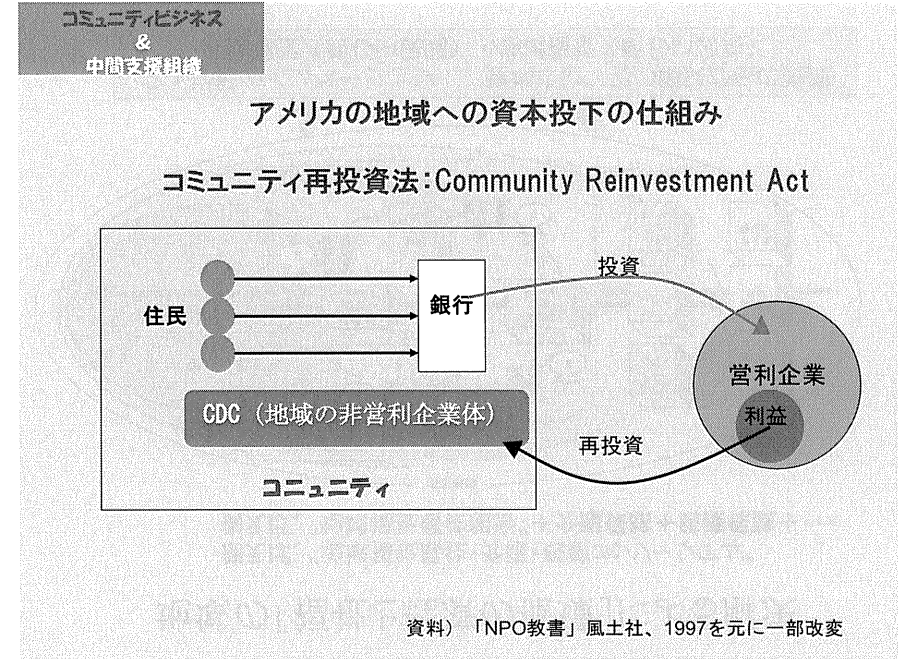 コミュニティビジネス
&
中間支援組織
アメリカの地域への資本投下の仕組み
コミュニティ再投資法：Community Reinvestment Act
投資
銀行
住民
営利企業
利益
CDC（地域の非営利企業体）
再投資
コニュニティ
資料）「NPO教書」風土社、1997を元に一部改変